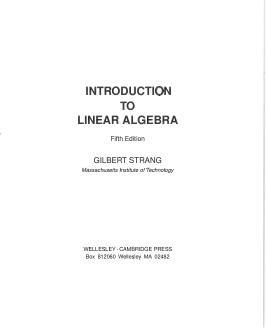 INTRODUCTION
TO
LINEAR ALGEBRA
Fifth Edition
GILBERT STRANG
Massachusetts Institute of Technology
WELLESLEY - CAMBRIDGE PRESS
Box 812060 Wellesley MA 02482